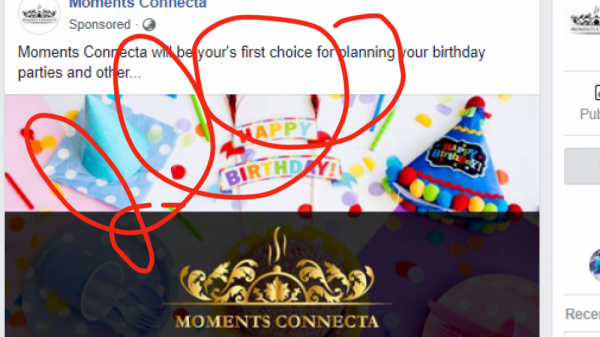 Moments Connecta
Sponsored ·
Moments Connecta will be your's first choice for planning your birthday
parties and other...
HAPPY
BIRTHDAY!
HAPPY
Birthday!
MOMENTS CONNECTA
Pub
Recen